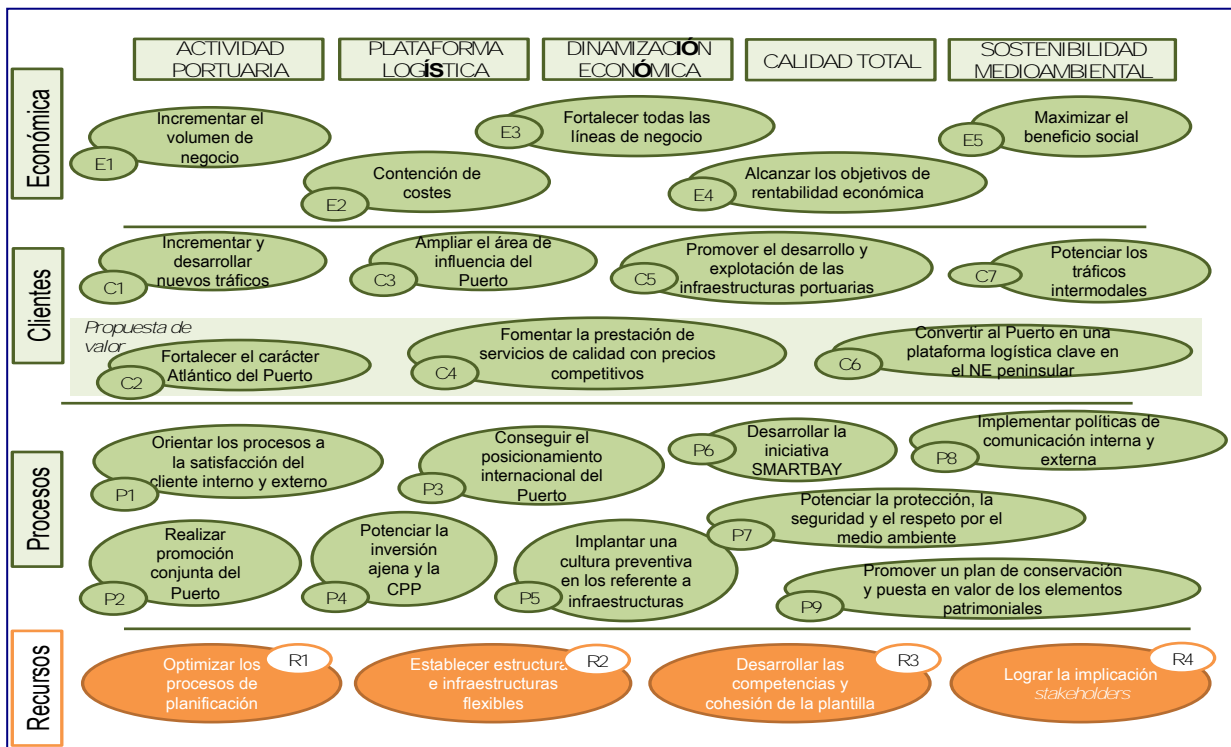 ACTIVIDAD
PORTUARIA
PLATAFORMA
LOGÍSTICA
DINAMIZACIÓN
ECONÓMICA
CALIDAD TOTAL
SOSTENIBILIDAD
MEDIOAMBIENTAL
Económica
Incrementar el
volumen de
negocio
E1
Contención de
costes
E2
Fortalecer todas las
líneas de negocio
E3
Alcanzar los objetivos de
rentabilidad económica
E4
Maximizar el
beneficio social
E5
Clientes
Incrementar y
desarrollar
nuevos tráficos
C1
Ampliar el área de
influencia del
Puerto
C3
Promover el desarrollo y
explotación de las
infraestructuras portuarias
C5
Potenciar los
tráficos
intermodales
C7
Propuesta de
valor
Fortalecer el carácter
Atlántico del Puerto
C2
Fomentar la prestación de
servicios de calidad con precios
competitivos
C4
Convertir al Puerto en una
plataforma logística clave en
el NE peninsular
C6
Procesos
Orientar los procesos a
la satisfacción del
cliente interno y externo
P1
Conseguir el
posicionamiento
internacional del
Puerto
P3
Desarrollar la
iniciativa
SMARTBAY
P6
Implementar políticas de
comunicación interna y
externa
P8
Realizar
promoción
conjunta del
Puerto
P2
Potenciar la
inversión
ajena y la
CPP
P4
Implantar una
cultura preventiva
en los referente a
infraestructuras
P5
Potenciar la protección, la
seguridad y el respeto por el
medio ambiente
P7
Promover un plan de conservación
y puesta en valor de los elementos
patrimoniales
P9
Recursos
Optimizar los
procesos de
planificación
R1
Establecer estructura
e infraestructuras
flexibles
R2
Desarrollar las
competencias y
cohesión de la plantilla
R3
Lograr la implicación
stakeholders
R4